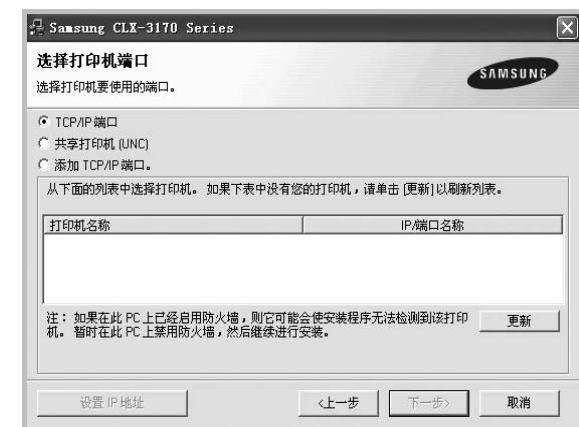 Samsung CLX-3170 Series
选择打印机端口
选择打印机要使用的端口。
SAMSUNG
TCP/IP 端口
共享打印机 (UNC)
添加 TCP/IP 端口。
从下面的列表中选择打印机。 如果下表中没有您的打印机，请单击 [更新] 以刷新列表。
打印机名称 IP/端口名称
注： 如果在此 PC 上已经启用防火墙，则它可能会使安装程序无法检测到该打印
机。 暂时在此 PC 上禁用防火墙，然后继续进行安装。
更新
设置 IP 地址 <上一步 下一步> 取消